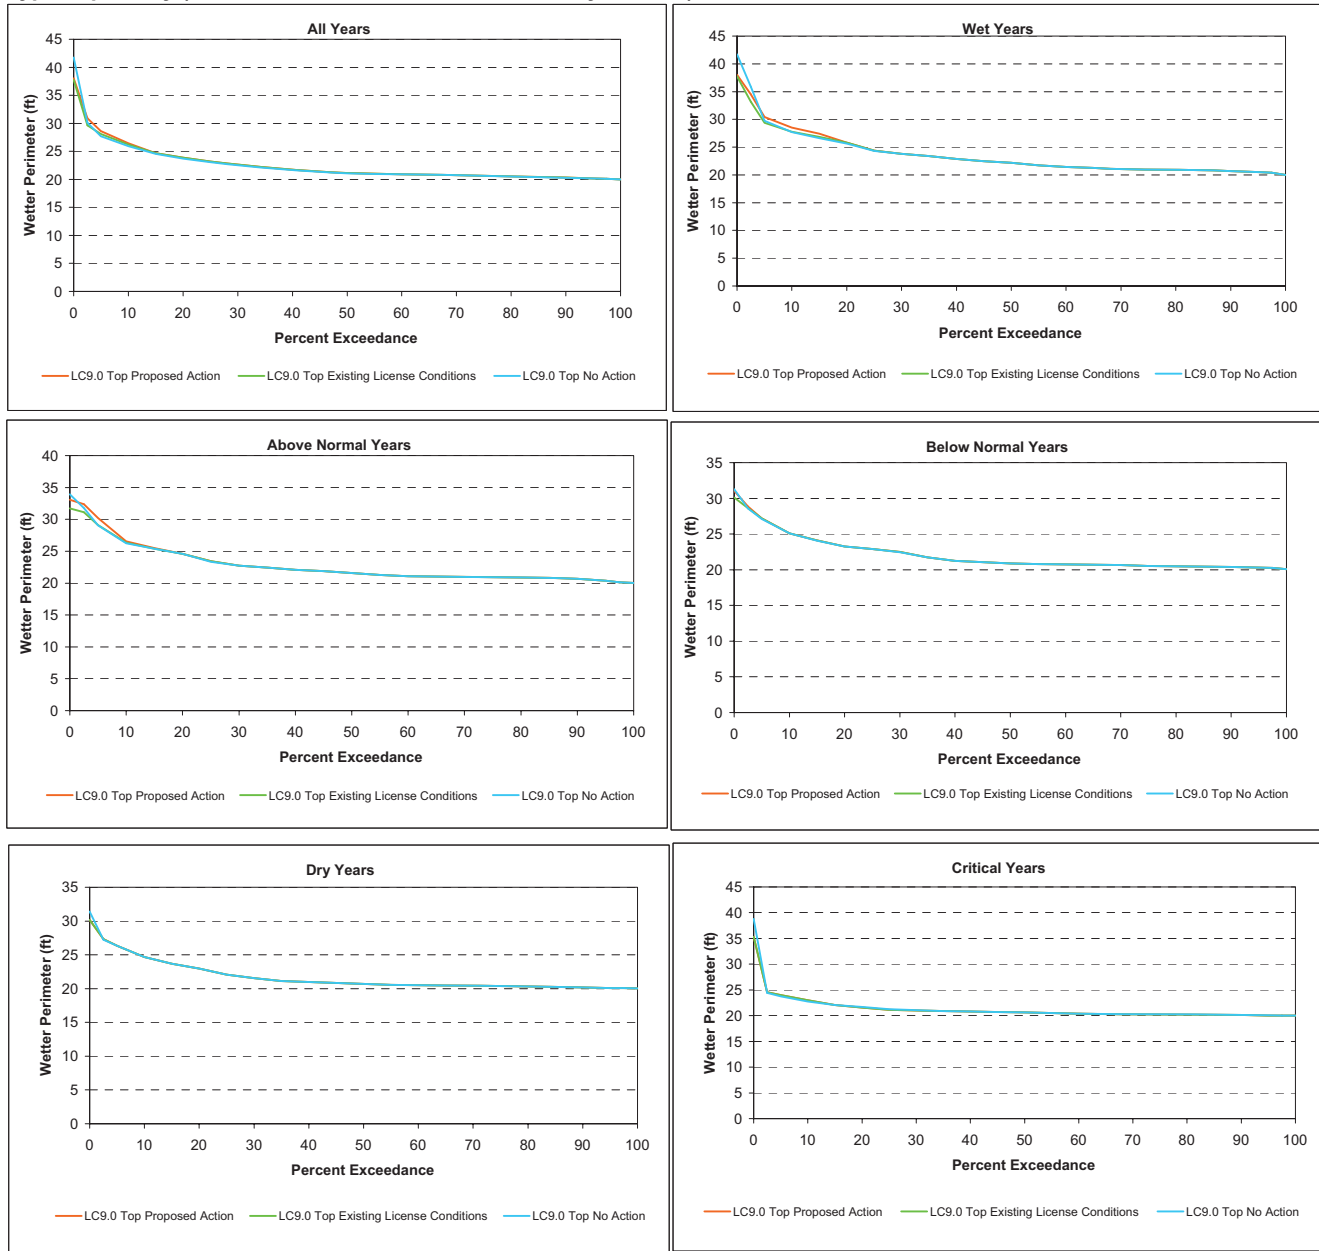 All Years
Wetter Perimeter (ft)
45
40
35
30
25
20
15
10
5
0
0 10 20 30 40 50 60 70 80 90 100
Percent Exceedance
LC9.0 Top Proposed Action LC9.0 Top Existing License Conditions LC9.0 Top No Action
Wet Years
Wetter Perimeter (ft)
45
40
35
30
25
20
15
10
5
0
0 10 20 30 40 50 60 70 80 90 100
Percent Exceedance
LC9.0 Top Proposed Action LC9.0 Top Existing License Conditions LC9.0 Top No Action
Above Normal Years
Wetter Perimeter (ft)
40
35
30
25
20
15
10
5
0
0 10 20 30 40 50 60 70 80 90 100
Percent Exceedance
LC9.0 Top Proposed Action LC9.0 Top Existing License Conditions LC9.0 Top No Action
Below Normal Years
Wetter Perimeter (ft)
35
30
25
20
15
10
5
0
0 10 20 30 40 50 60 70 80 90 100
Percent Exceedance
LC9.0 Top Proposed Action LC9.0 Top Existing License Conditions LC9.0 Top No Action
Dry Years
Wetter Perimeter (ft)
35
30
25
20
15
10
5
0
0 10 20 30 40 50 60 70 80 90 100
Percent Exceedance
LC9.0 Top Proposed Action LC9.0 Top Existing License Conditions LC9.0 Top No Action
Critical Years
Wetter Perimeter (ft)
45
40
35
30
25
20
15
10
5
0
0 10 20 30 40 50 60 70 80 90 100
Percent Exceedance
LC9.0 Top Proposed Action LC9.0 Top Existing License Conditions LC9.0 Top No Action